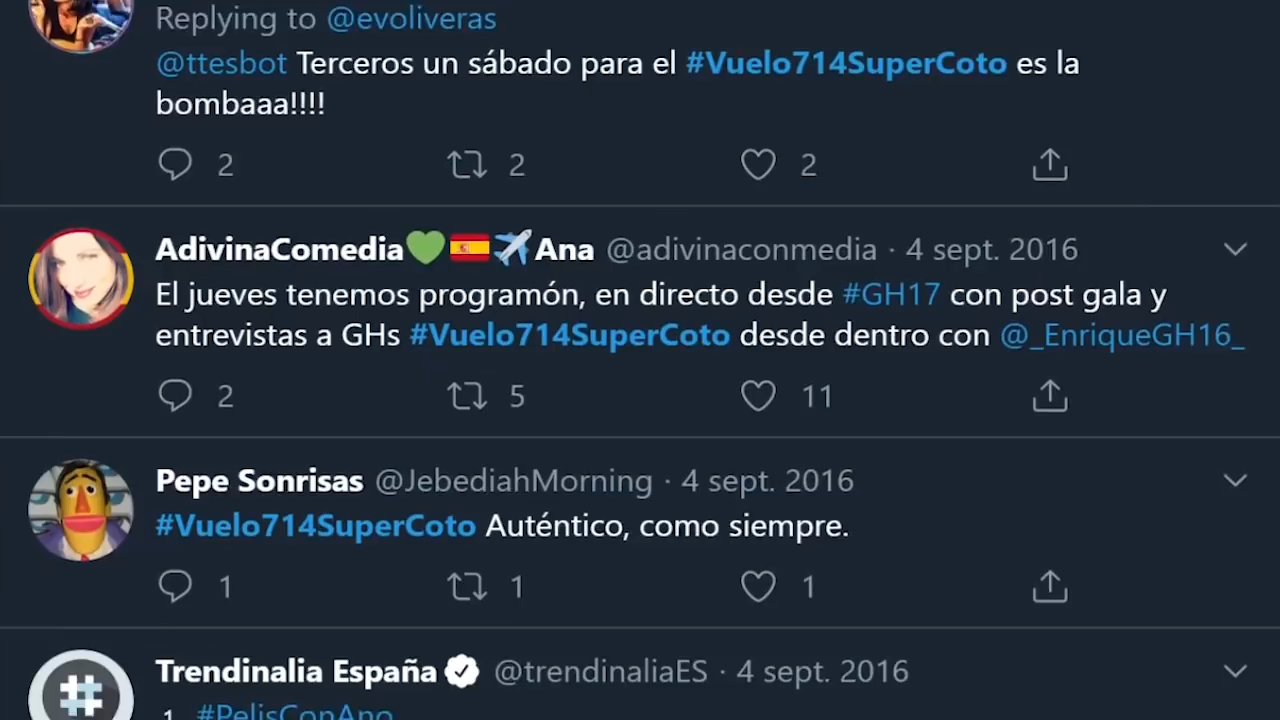 Replying to @evoliveras
@ttesbot Terceros un sábado para el #Vuelo714SuperCoto es la
bombaaa!!!!
2 2 2
AdivinaComedia💚🇪🇸✈️Ana @adivinaconmedia · 4 sept. 2016
El jueves tenemos programón, en directo desde #GH17 con post gala y
entrevistas a GHs #Vuelo714SuperCoto desde dentro con @_EnriqueGH16_
2 5 11
Pepe Sonrisas @JebediahMorning · 4 sept. 2016
#Vuelo714SuperCoto Auténtico, como siempre.
1 1 1
Trendinalia España @trendinaliaES · 4 sept. 2016
1. #PelisConAno